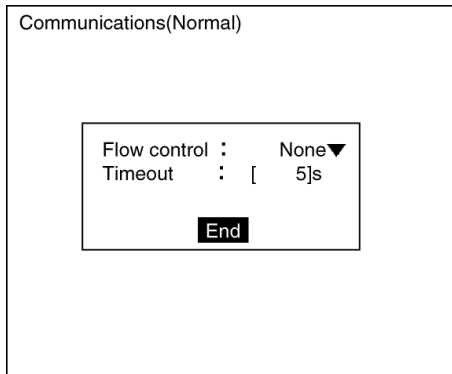 Communications(Normal)
Flow control : None▼
Timeout : [ 5]s
End